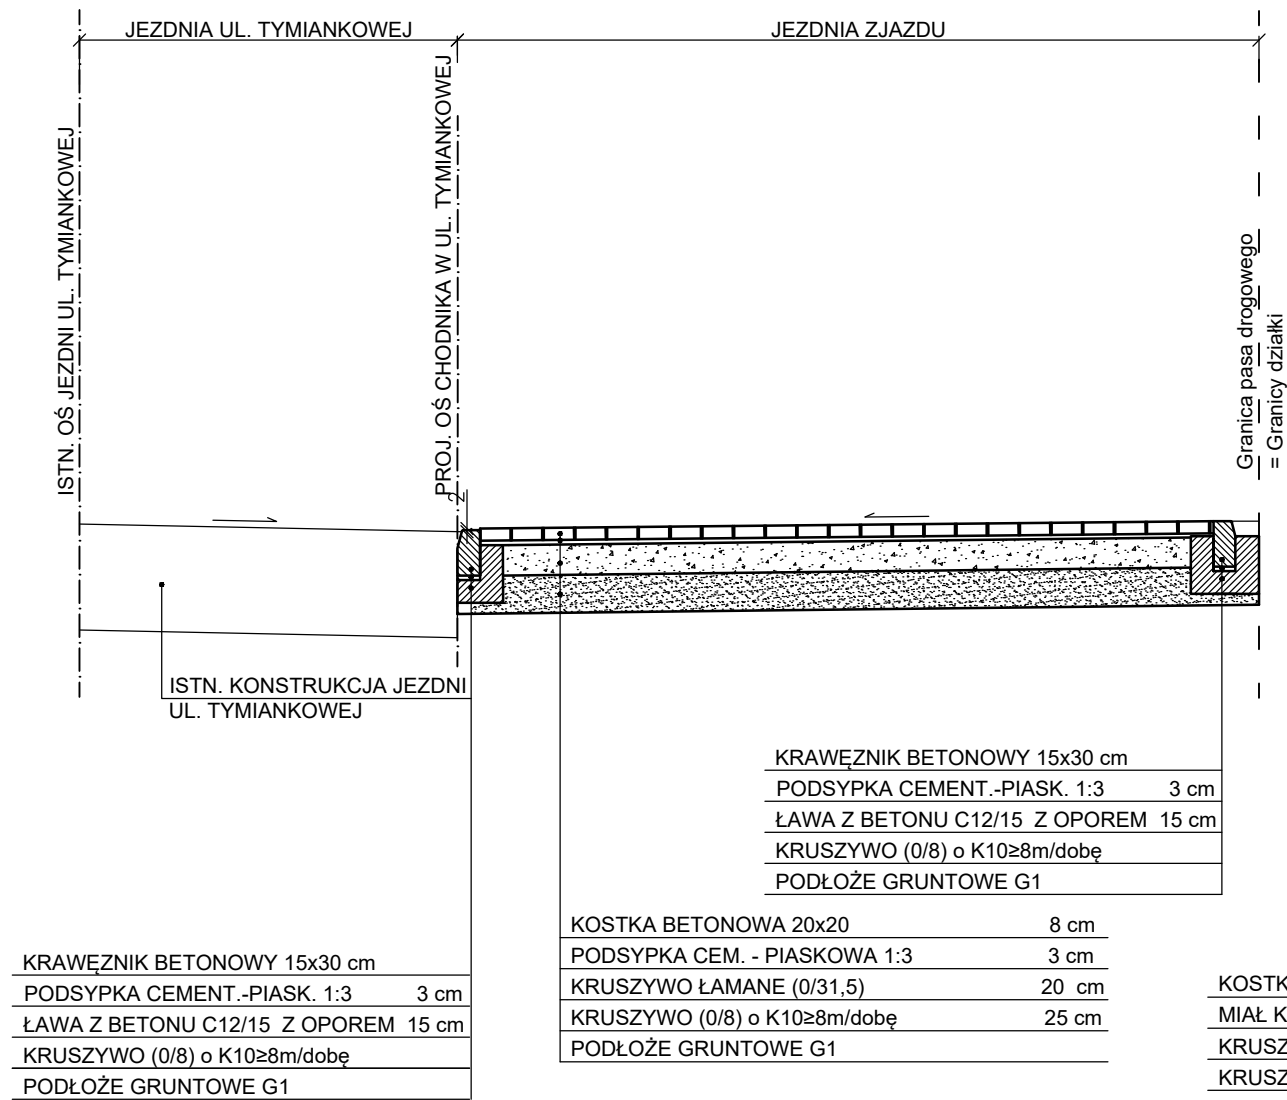 JEZDNIA UL. TYMIANKOWEJ
JEZDNIA ZJAZDU
ISTN. OŚ JEZDNI UL. TYMIANKOWEJ
PROJ. OŚ CHODNIKA W UL. TYMIANKOWEJ
Granica pasa drogowego
= Granicy działki
2
ISTN. KONSTRUKCJA JEZDNI
UL. TYMIANKOWEJ
KRAWĘZNIK BETONOWY 15x30 cm
PODSYPKA CEMENT.-PIASK. 1:3 3 cm
ŁAWA Z BETONU C12/15 Z OPOREM 15 cm
KRUSZYWO (0/8) o K10≥8m/dobę
PODŁOŻE GRUNTOWE G1
KOSTKA BETONOWA 20x20 8 cm
PODSYPKA CEM. - PIASKOWA 1:3 3 cm
KRUSZYWO ŁAMANE (0/31,5) 20 cm
KRUSZYWO (0/8) o K10≥8m/dobę 25 cm
PODŁOŻE GRUNTOWE G1
KRAWĘZNIK BETONOWY 15x30 cm
PODSYPKA CEMENT.-PIASK. 1:3 3 cm
ŁAWA Z BETONU C12/15 Z OPOREM 15 cm
KRUSZYWO (0/8) o K10≥8m/dobę
PODŁOŻE GRUNTOWE G1
KOSTK
MIAŁ K
KRUSZ
KRUSZ